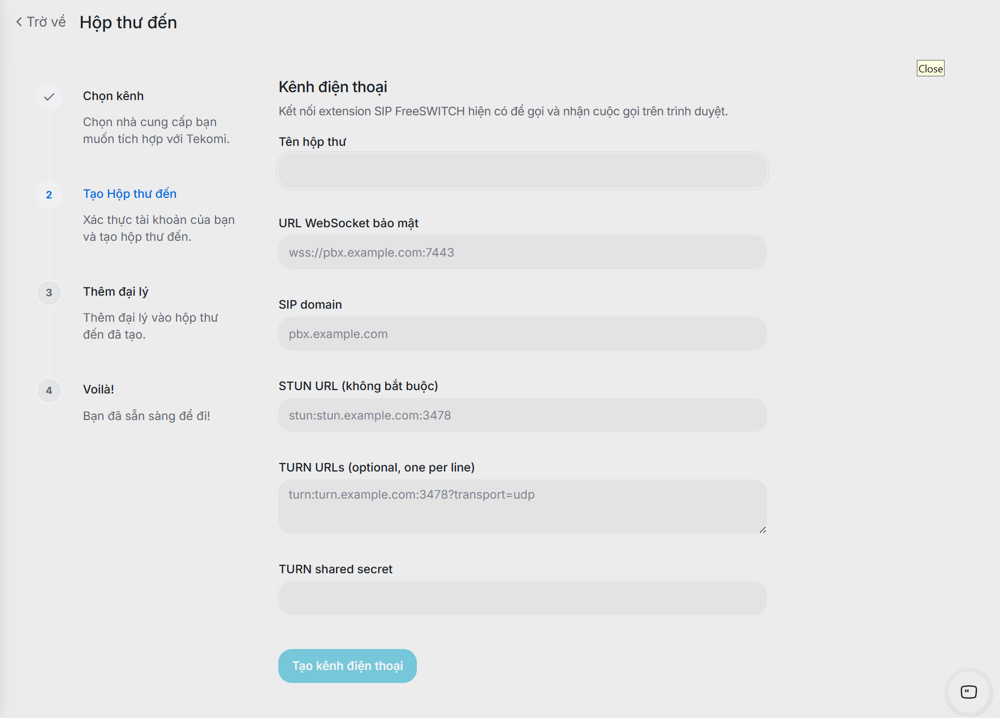 Trờ về
Hộp thư đến
Close
Chọn kênh
Chọn nhà cung cấp bạn
muốn tích hợp với Tekomi.
2
Tạo Hộp thư đến
Xác thực tài khoản của bạn
và tạo hộp thư đến.
3
Thêm đại lý
Thêm đại lý vào hộp thư
đến đã tạo.
4
Voilà!
Bạn đã sẵn sàng để đi!
Kênh điện thoại
Kết nối extension SIP FreeSWITCH hiện có để gọi và nhận cuộc gọi trên trình duyệt.
Tên hộp thư
URL WebSocket bảo mật
wss://pbx.example.com:7443
SIP domain
pbx.example.com
STUN URL (không bắt buộc)
stun:stun.example.com:3478
TURN URLs (optional, one per line)
turn:turn.example.com:3478?transport=udp
TURN shared secret
Tạo kênh điện thoại